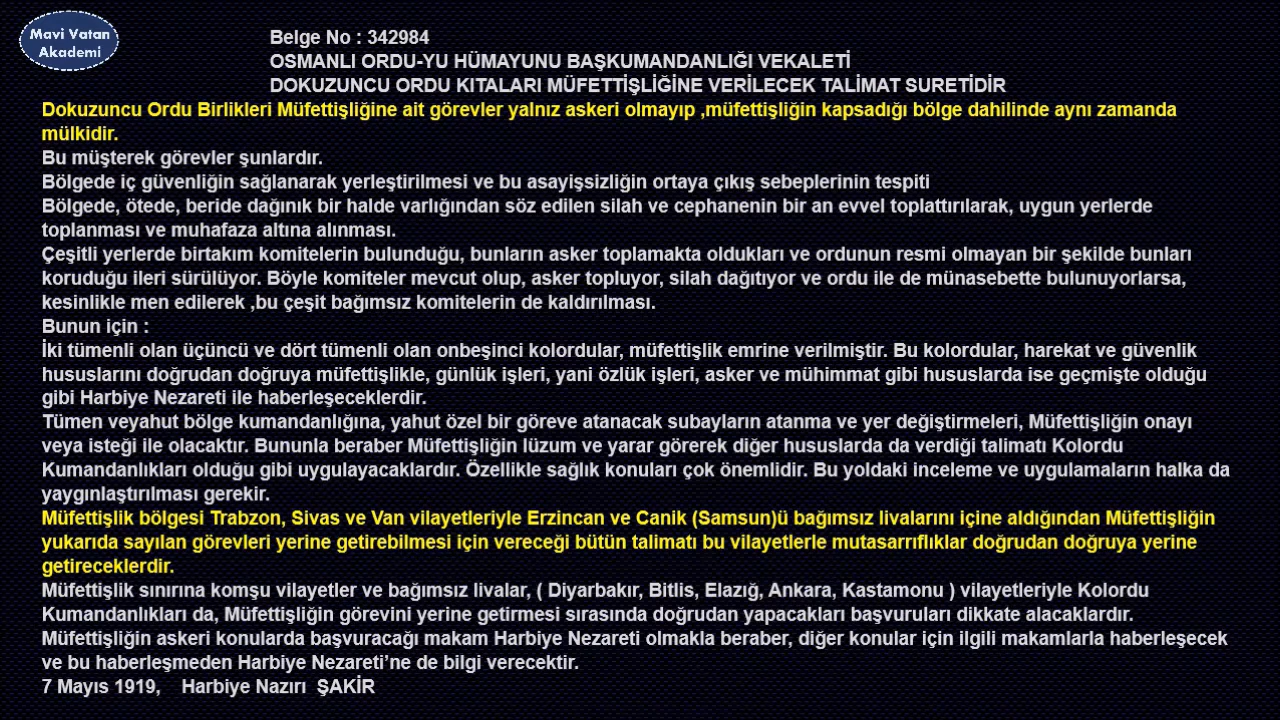 Mavi Vatan
Akademi
Belge No : 342984
OSMANLI ORDU-YU HÜMAYUNU BAŞKUMANDANLIĞI VEKALETİ
DOKUZUNCU ORDU KITALARI MÜFETTİŞLİĞİNE VERİLECEK TALİMAT SURETİDİR
Dokuzuncu Ordu Birlikleri Müfettişliğine ait görevler yalnız askeri olmayıp ,müfettişliğin kapsadığı bölge dahilinde aynı zamanda
mülkidir.
Bu müşterek görevler şunlardır.
Bölgede iç güvenliğin sağlanarak yerleştirilmesi ve bu asayişsizliğin ortaya çıkış sebeplerinin tespiti
Bölgede, ötede, beride dağınık bir halde varlığından söz edilen silah ve cephanenin bir an evvel toplattırılarak, uygun yerlerde
toplanması ve muhafaza altına alınması.
Çeşitli yerlerde birtakım komitelerin bulunduğu, bunların asker toplamakta oldukları ve ordunun resmi olmayan bir şekilde bunları
koruduğu ileri sürülüyor. Böyle komiteler mevcut olup, asker topluyor, silah dağıtıyor ve ordu ile de münasebette bulunuyorlarsa,
kesinlikle men edilerek ,bu çeşit bağımsız komitelerin de kaldırılması.
Bunun için :
İki tümenli olan üçüncü ve dört tümenli olan onbeşinci kolordular, müfettişlik emrine verilmiştir. Bu kolordular, harekat ve güvenlik
hususlarını doğrudan doğruya müfettişlikle, günlük işleri, yani özlük işleri, asker ve mühimmat gibi hususlarda ise geçmişte olduğu
gibi Harbiye Nezareti ile haberleşeceklerdir.
Tümen veyahut bölge kumandanlığına, yahut özel bir göreve atanacak subayların atanma ve yer değiştirmeleri, Müfettişliğin onayı
veya isteği ile olacaktır. Bununla beraber Müfettişliğin lüzum ve yarar görerek diğer hususlarda da verdiği talimatı Kolordu
Kumandanlıkları olduğu gibi uygulayacaklardır. Özellikle sağlık konuları çok önemlidir. Bu yoldaki inceleme ve uygulamaların halka da
yaygınlaştırılması gerekir.
Müfettişlik bölgesi Trabzon, Sivas ve Van vilayetleriyle Erzincan ve Canik (Samsun)ü bağımsız livalarını içine aldığından Müfettişliğin
yukarıda sayılan görevleri yerine getirebilmesi için vereceği bütün talimatı bu vilayetlerle mutasarrıflıklar doğrudan doğruya yerine
getireceklerdir.
Müfettişlik sınırına komşu vilayetler ve bağımsız livalar, ( Diyarbakır, Bitlis, Elazığ, Ankara, Kastamonu ) vilayetleriyle Kolordu
Kumandanlıkları da, Müfettişliğin görevini yerine getirmesi sırasında doğrudan yapacakları başvuruları dikkate alacaklardır.
Müfettişliğin askeri konularda başvuracağı makam Harbiye Nezareti olmakla beraber, diğer konular için ilgili makamlarla haberleşecek
ve bu haberleşmeden Harbiye Nezareti’ne de bilgi verecektir.
7 Mayıs 1919, Harbiye Nazırı ŞAKİR